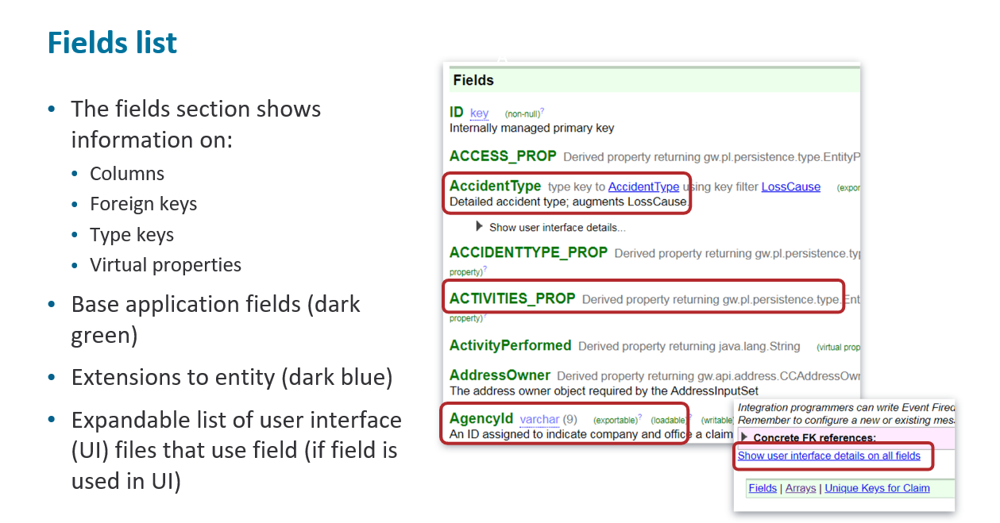 Fields list
• The fields section shows
information on:
• Columns
• Foreign keys
• Type keys
• Virtual properties
• Base application fields (dark
green)
• Extensions to entity (dark blue)
• Expandable list of user interface
(UI) files that use field (if field is
used in UI)
Fields
ID key (non-null)?
Internally managed primary key
ACCESS_PROP Derived property returning gw.pl.persistence.type.EntityP
AccidentType type key to AccidentType using key filter LossCause (expor
Detailed accident type; augments LossCause.
Show user interface details...
ACCIDENTTYPE_PROP Derived property returning gw.pl.persistence.typ
property)?
ACTIVITIES_PROP Derived property returning gw.pl.persistence.type.Ent
property)?
ActivityPerformed Derived property returning java.lang.String (virtual prop
AddressOwner Derived property returning gw.api.address.CCAddressOwn
The address owner object required by the AddressInputSet
AgencyId varchar (9) (exportable)? (loadable)? (writable)
An ID assigned to indicate company and office a claim
Integration programmers can write Event Fired
Remember to configure a new or existing mes
Concrete FK references:
Show user interface details on all fields
Fields | Arrays | Unique Keys for Claim